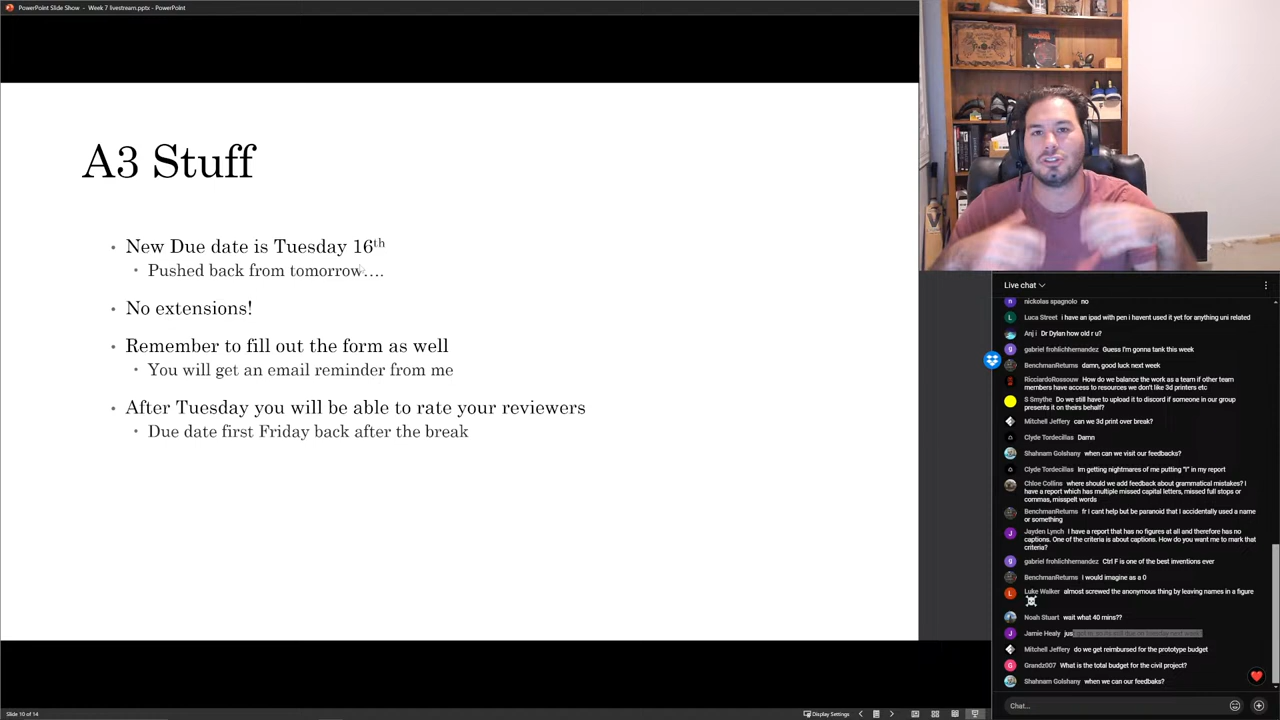 PowerPoint Slide Show - Week 7 livestream.pptx - PowerPoint
A3 Stuff
• New Due date is Tuesday 16th
• Pushed back from tomorrow....
• No extensions!
• Remember to fill out the form as well
• You will get an email reminder from me
• After Tuesday you will be able to rate your reviewers
• Due date first Friday back after the break
Live chat
nickolas spagnolo no
Luca Street i have an ipad with pen i havent used it yet for anything uni related
Anj i Dr Dylan how old r u?
gabriel frohlichhernandez Guess I'm gonna tank this week
BenchmanReturns damn, good luck next week
RicciardoRossouw How do we balance the work as a team if other team
members have access to resources we don't like 3d printers etc
S Smythe Do we still have to upload it to discord if someone in our group
presents it on theirs behalf?
Mitchell Jeffery can we 3d print over break?
Clyde Tordecillas Damn
Shahnam Golshany when can we visit our feedbacks?
Clyde Tordecillas Im getting nightmares of me putting "I" in my report
Chloe Collins where should we add feedback about grammatical mistakes? I
have a report which has multiple missed capital letters, missed full stops or
commas, misspelt words
BenchmanReturns fr I cant help but be paranoid that I accidentally used a name
or something
Jayden Lynch I have a report that has no figures at all and therefore has no
captions. One of the criteria is about captions. How do you want me to mark that
criteria?
gabriel frohlichhernandez Ctrl F is one of the best inventions ever
BenchmanReturns i would imagine as a 0
Luke Walker almost screwed the anonymous thing by leaving names in a figure
Noah Stuart wait what 40 mins??
Jamie Healy jus
Mitchell Jeffery do we get reimbursed for the prototype budget
Grandz007 What is the total budget for the civil project?
Shahnam Golshany when we can our feedbaks?
Chat...
Slide 10 of 14
Display Settings